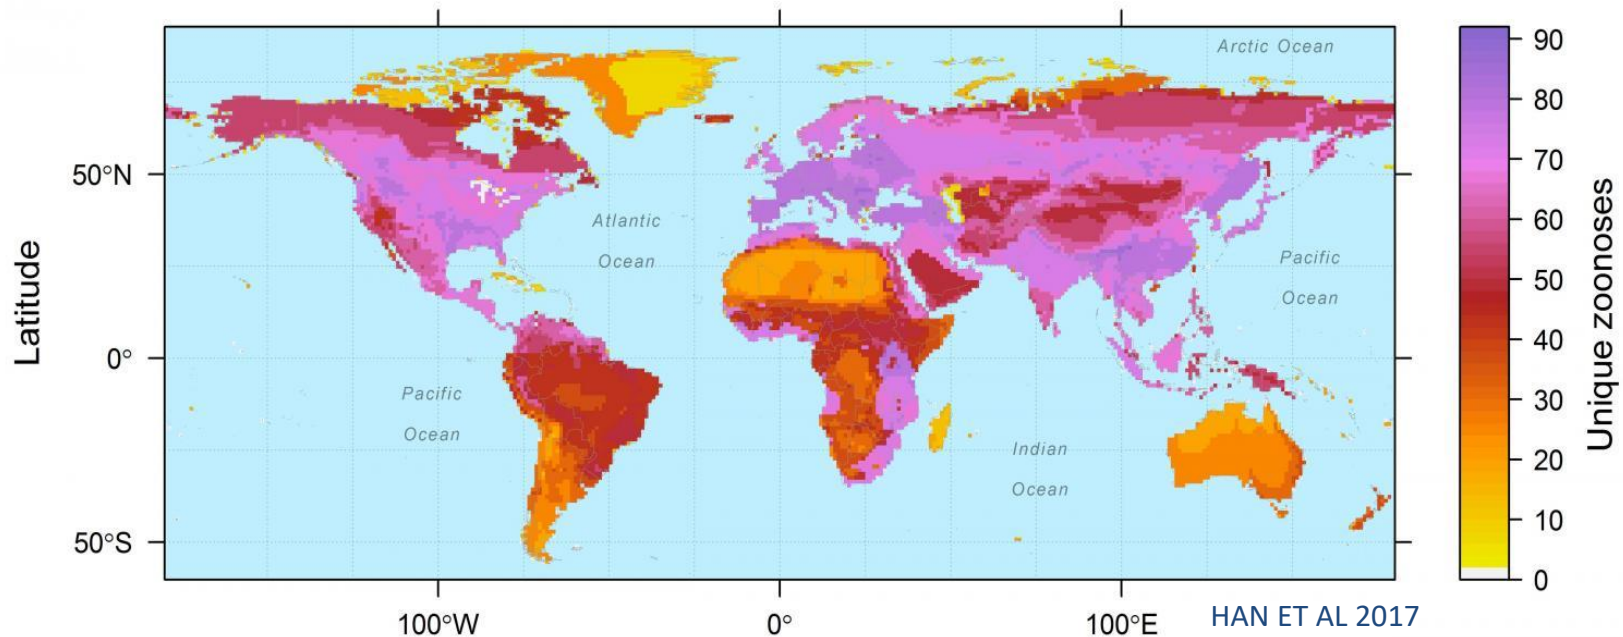 Arctic Ocean
90
80
70
60
50
40
30
20
10
0
Unique zoonoses
Latitude
50°N
0°
50°S
Atlantic
Ocean
Pacific
Ocean
Pacific
Ocean
Indian
Ocean
100°W
0°
100°E
HAN ET AL 2017